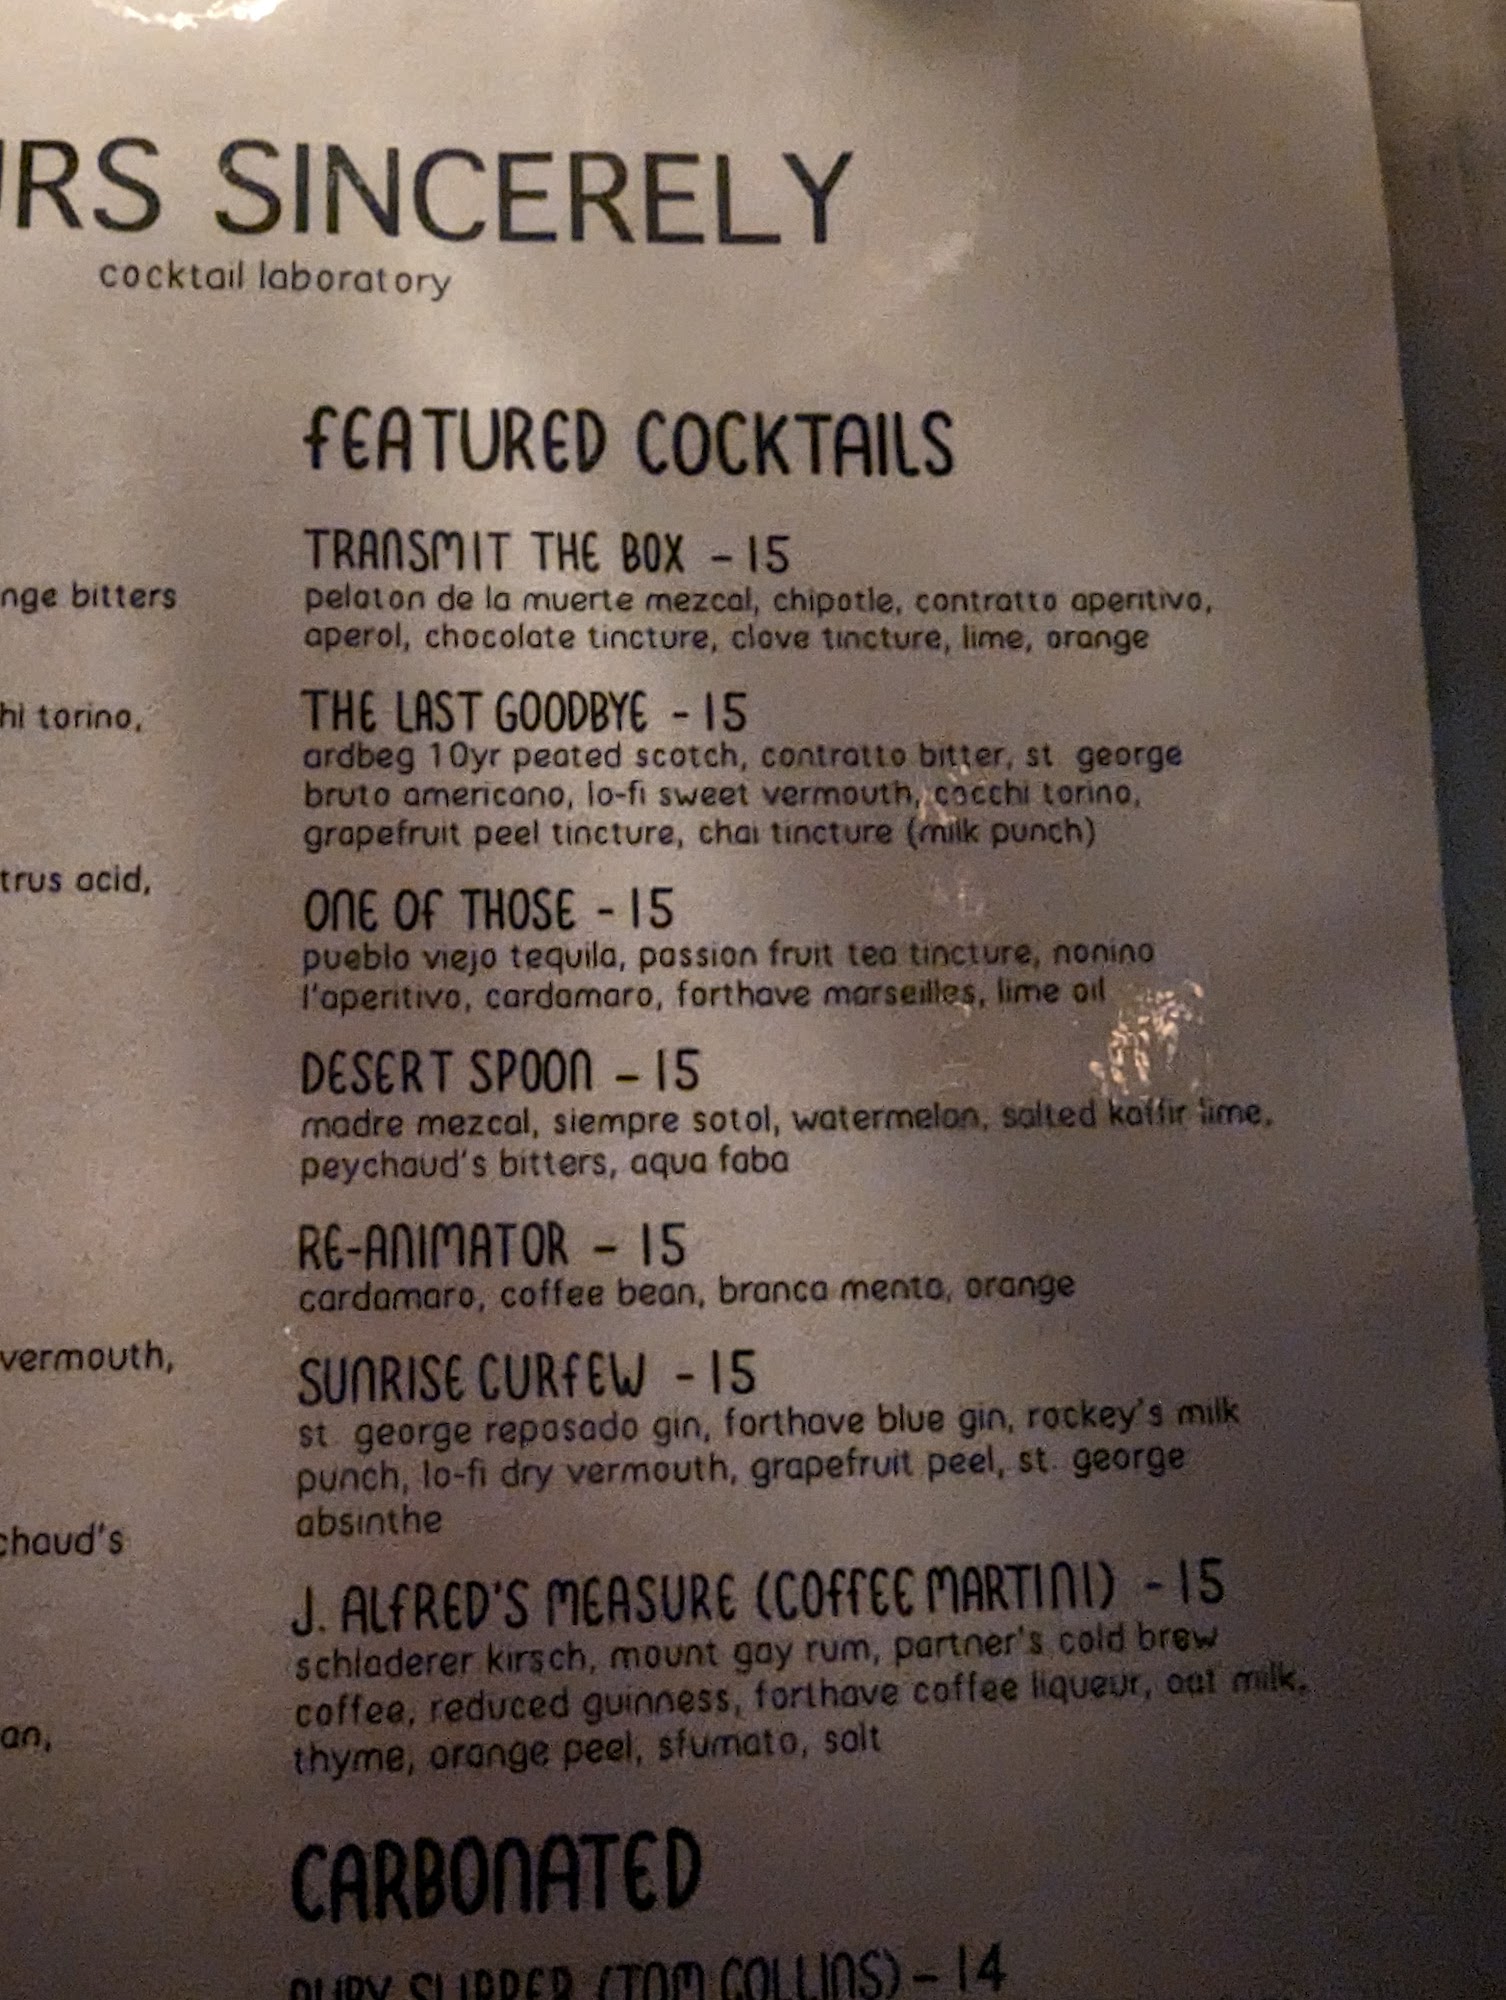 URS SINCERELY
cocktail laboratory
nge bitters
hi torino,
trus acid,
vermouth,
chaud's
an,
FEATURED COCKTAILS
TRANSMIT THE BOX - 15
peloton de la muerte mezcal, chipotle, contratto aperitivo,
aperol, chocolate tincture, clove tincture, lime, orange
THE LAST GOODBYE - 15
ardbeg 10yr peated scotch, contratto bitter, st george
bruto americano, lo-fi sweet vermouth, cocchi torino,
grapefruit peel tincture, chai tincture (milk punch)
ONE OF THOSE - 15
pueblo viejo tequila, passion fruit tea tincture, nonino
l'aperitivo, cardamaro, forthave marseilles, lime oil
DESERT SPOON - 15
madre mezcal, siempre sotol, watermelon, salted kaffir lime,
peychaud's bitters, aqua faba
RE-ANIMATOR - 15
cardamaro, coffee bean, branca menta, orange
SUNRISE CURFEW - 15
st. george reposado gin, forthave blue gin, rockey's milk
punch, lo-fi dry vermouth, grapefruit peel, st. george
absinthe
J. ALFRED'S MEASURE (COFFEE MARTINI) - 15
schladerer kirsch, mount gay rum, partner's cold brew
coffee, reduced guinness, forthave coffee liqueur, oat milk,
thyme, orange peel, sfumato, salt
CARBONATED
RUBY SLIPPER (TOM COLLINS) - 14